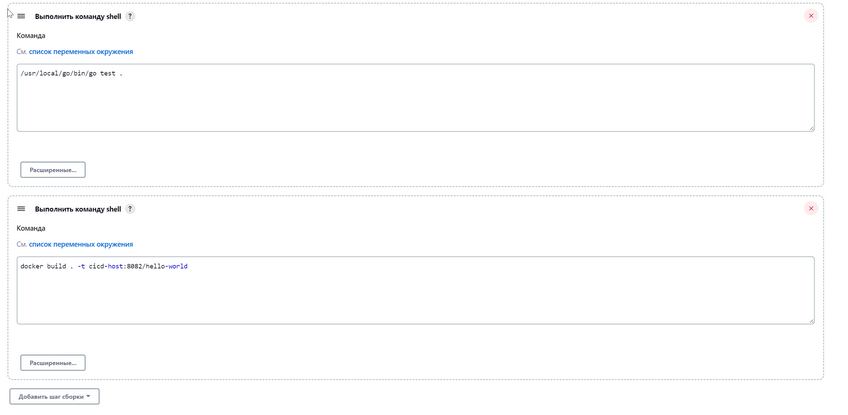 Выполнить команду shell ?
Команда
См. список переменных окружения
/usr/local/go/bin/go test .
Расширенные...
Выполнить команду shell ?
Команда
См. список переменных окружения
docker build . -t cicd-host:8082/hello-world
Расширенные...
Добавить шаг сборки